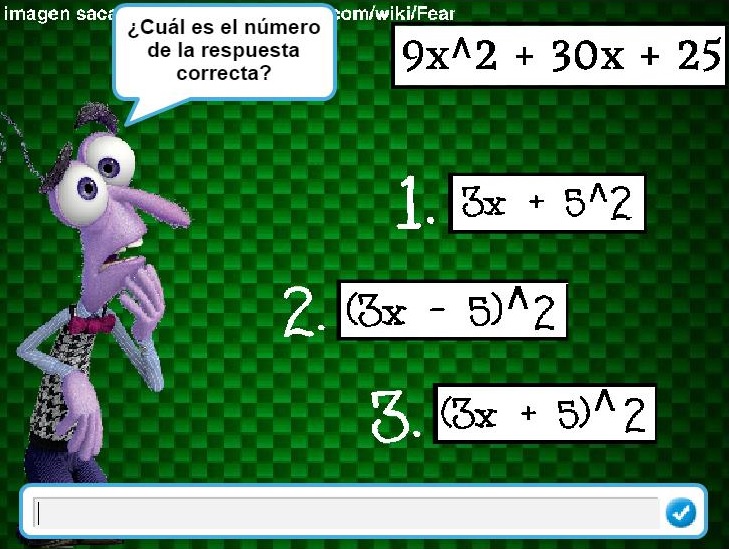 imagen saca com/wiki/Fear
¿Cuál es el número
de la respuesta
correcta?
9x^2 + 30x + 25
1. 3x + 5^2
2. (3x - 5)^2
3. (3x + 5)^2